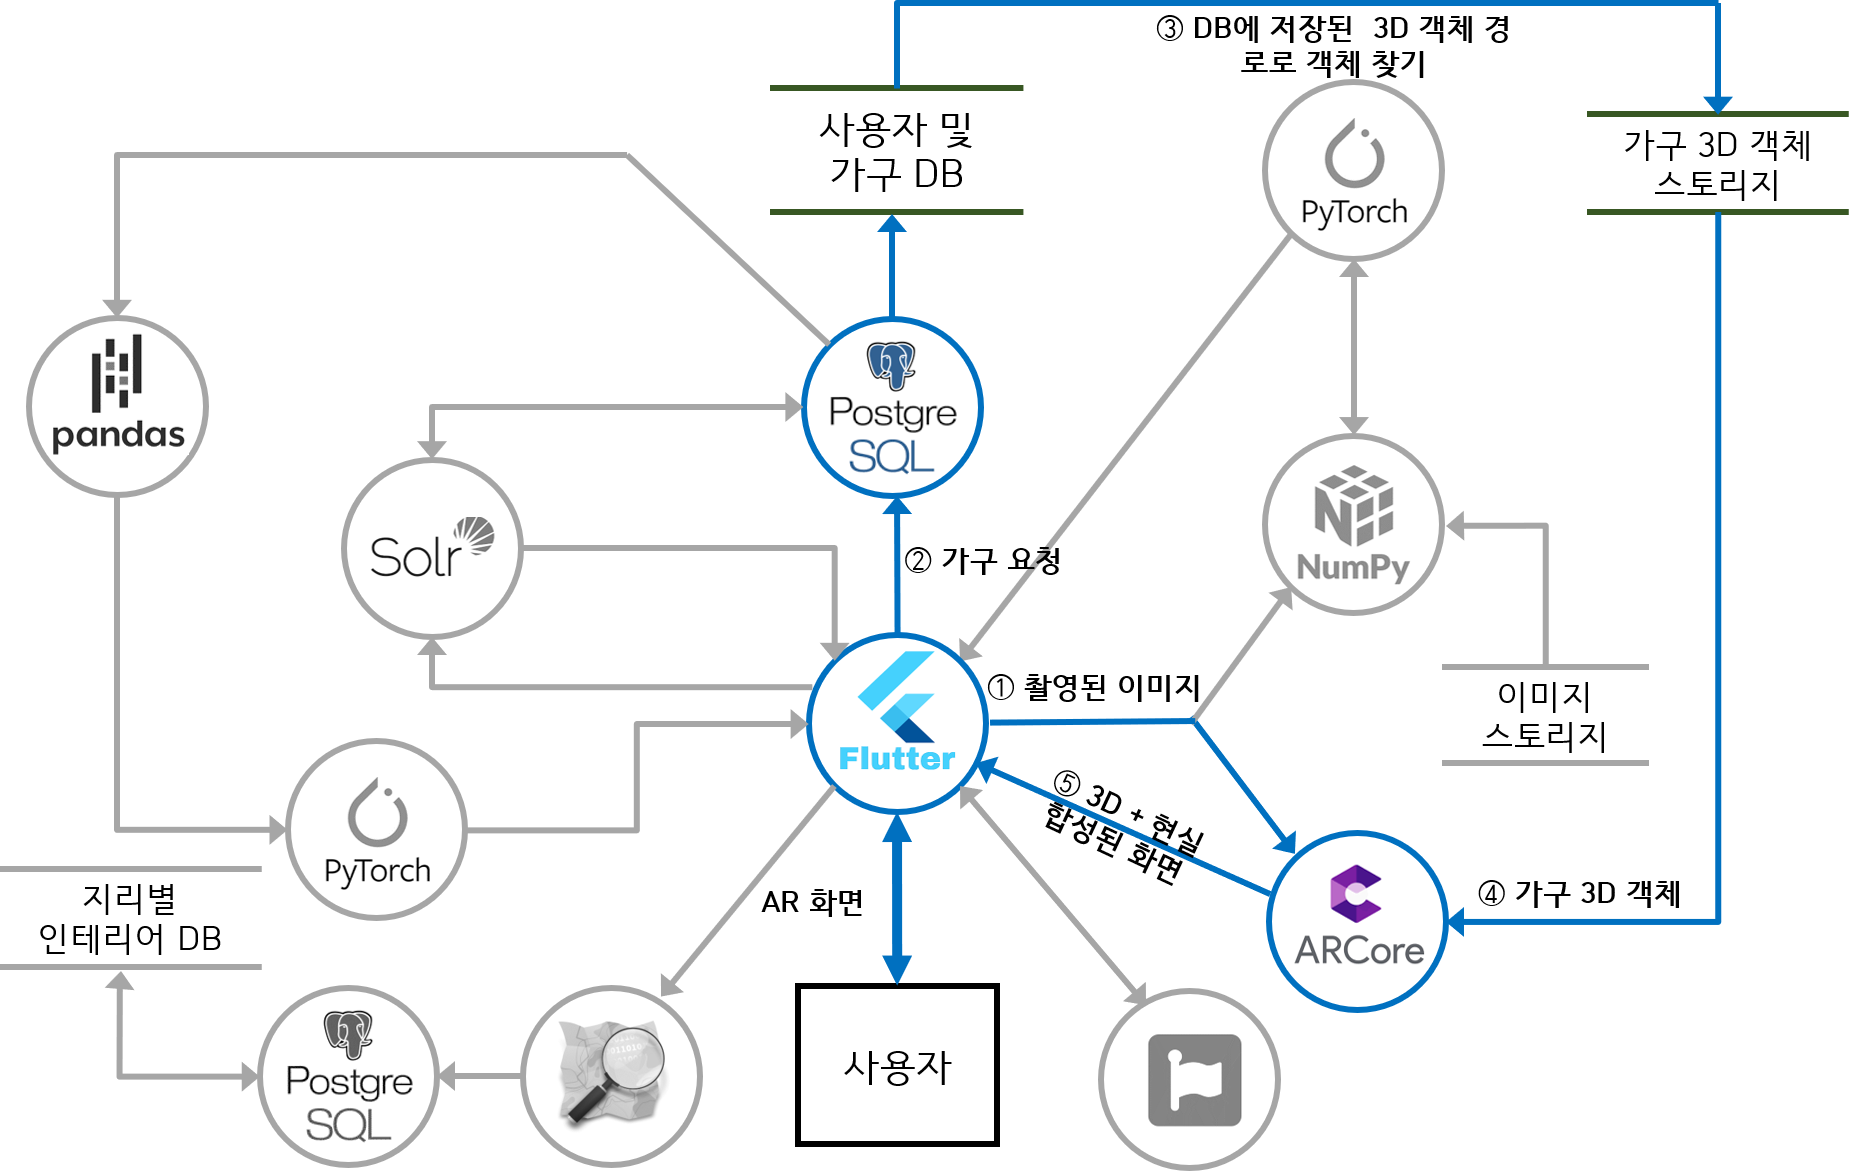 ③ DB에 저장된 3D 객체 경
로로 객체 찾기
사용자 및
가구 DB
가구 3D 객체
스토리지
PyTorch
pandas
Postgre
SQL
Solr
NumPy
② 가구 요청
① 촬영된 이미지
이미지
스토리지
Flutter
⑤ 3D + 현실
합성된 화면
PyTorch
지리별
인테리어 DB
AR 화면
④ 가구 3D 객체
ARCore
Postgre
SQL
011010
사용자